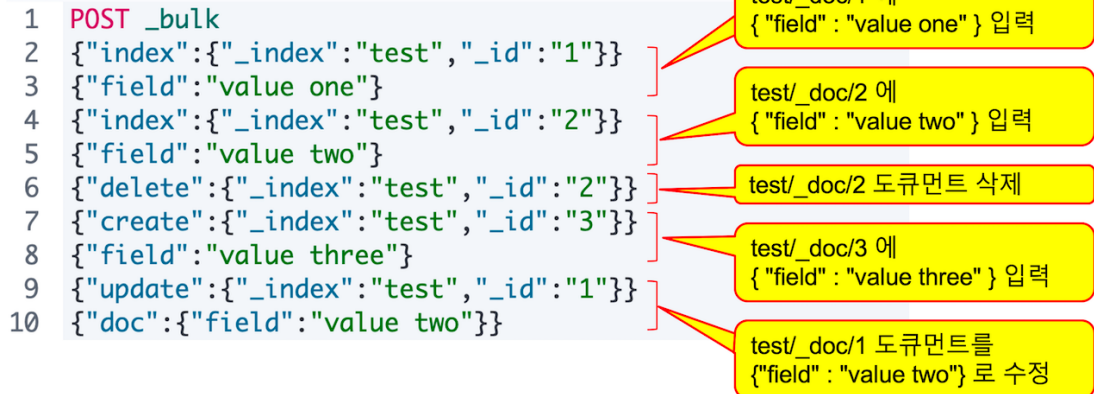 1 POST _bulk
2 {"index":{"_index":"test","_id":"1"}}
3 {"field":"value one"}
4 {"index":{"_index":"test","_id":"2"}}
5 {"field":"value two"}
6 {"delete":{"_index":"test","_id":"2"}}
7 {"create":{"_index":"test","_id":"3"}}
8 {"field":"value three"}
9 {"update":{"_index":"test","_id":"1"}}
10 {"doc":{"field":"value two"}}
{ "field" : "value one" } 입력
test/_doc/2 에
{ "field" : "value two" } 입력
test/_doc/2 도큐먼트 삭제
test/_doc/3 에
{ "field" : "value three" } 입력
test/_doc/1 도큐먼트를
{"field" : "value two"} 로 수정